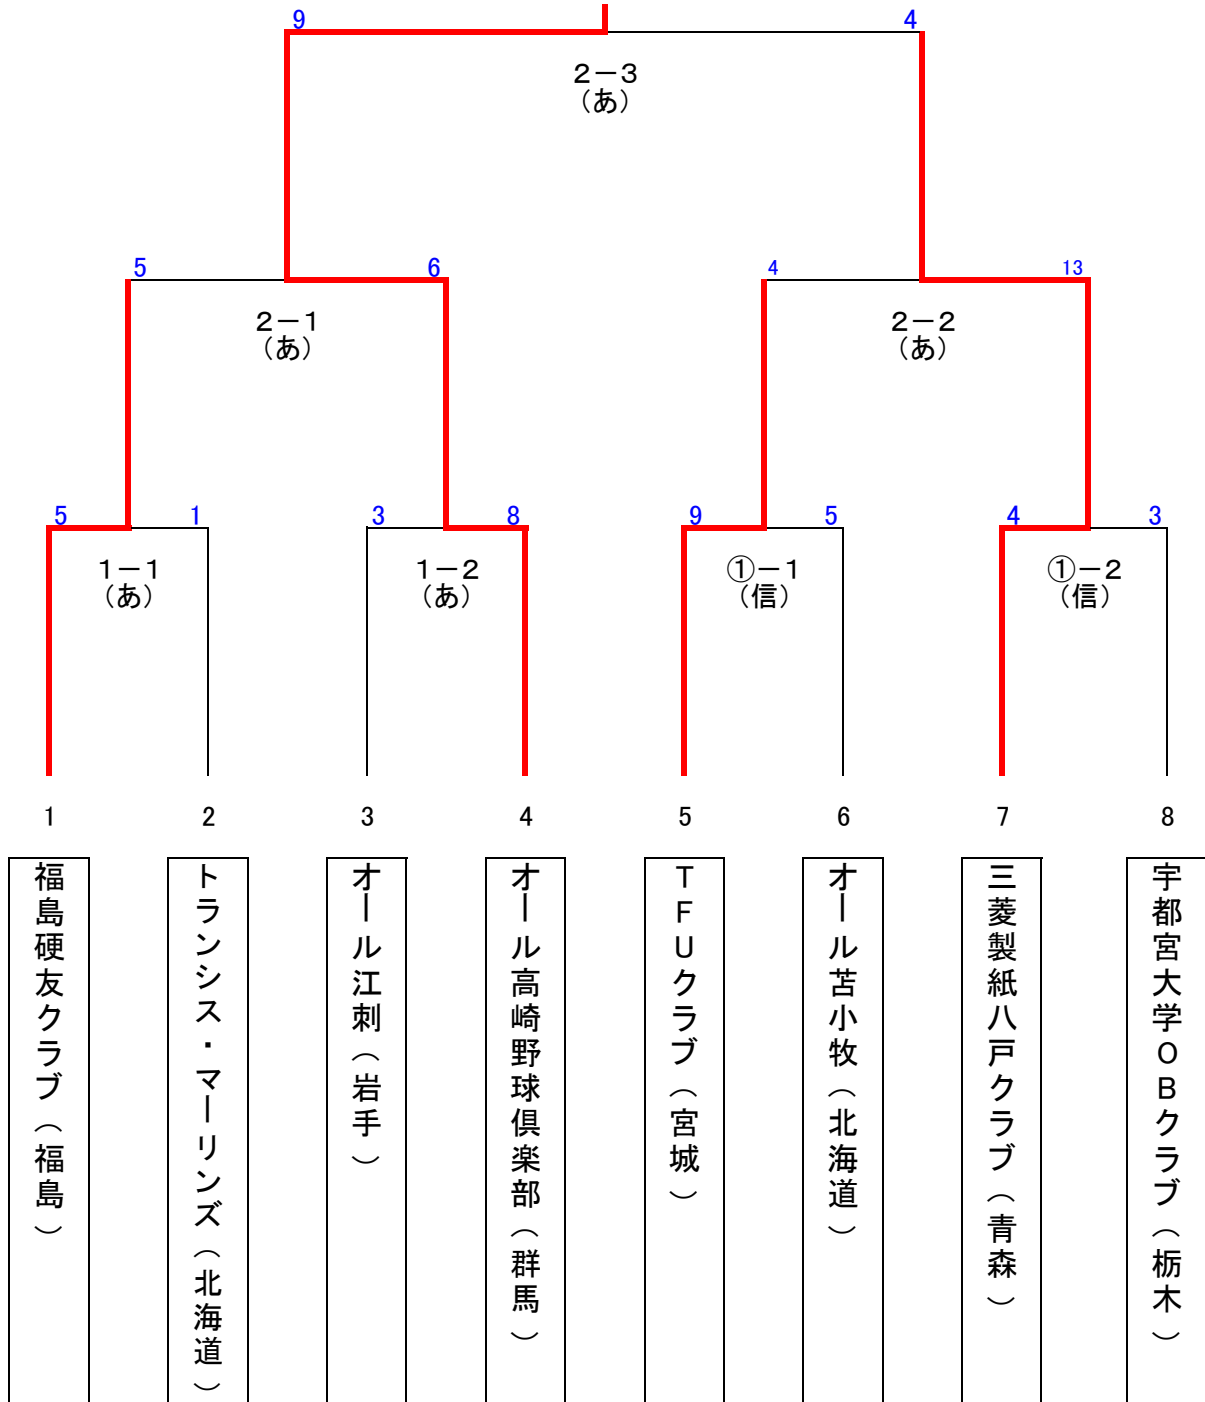 9 4
2－3
（あ）
5 6 4 13
2－1 2－2
（あ） （あ）
5 1 3 8 9 5 4 3
1－1 1－2 ①－1 ①－2
（あ） （あ） （信） （信）
1 2 3 4 5 6 7 8
福島硬友クラブ（福島）
トランシス・マーリンズ（北海道）
オール江刺（岩手）
オール高崎野球倶楽部（群馬）
ＴＦＵクラブ（宮城）
オール苫小牧（北海道）
三菱製紙八戸クラブ（青森）
宇都宮大学ＯＢクラブ（栃木）